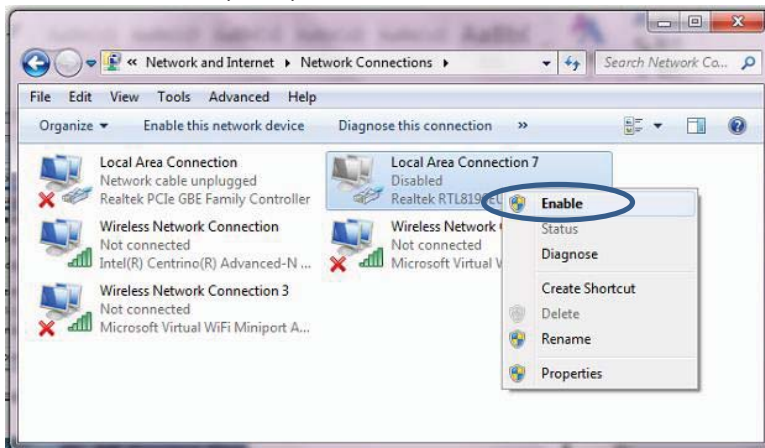 « Network and Internet ▸ Network Connections ▸
Search Network Co...
File Edit View Tools Advanced Help
Organize ▾ Enable this network device Diagnose this connection »
Local Area Connection
Network cable unplugged
Realtek PCIe GBE Family Controller
Local Area Connection 7
Disabled
Realtek
Wireless Network Connection
Not connected
Intel(R) Centrino(R) Advanced-N ...
Wireless Network
Not connected
Microsoft Virtual
Wireless Network Connection 3
Not connected
Microsoft Virtual WiFi Miniport A...
Enable
Status
Diagnose
Create Shortcut
Delete
Rename
Properties